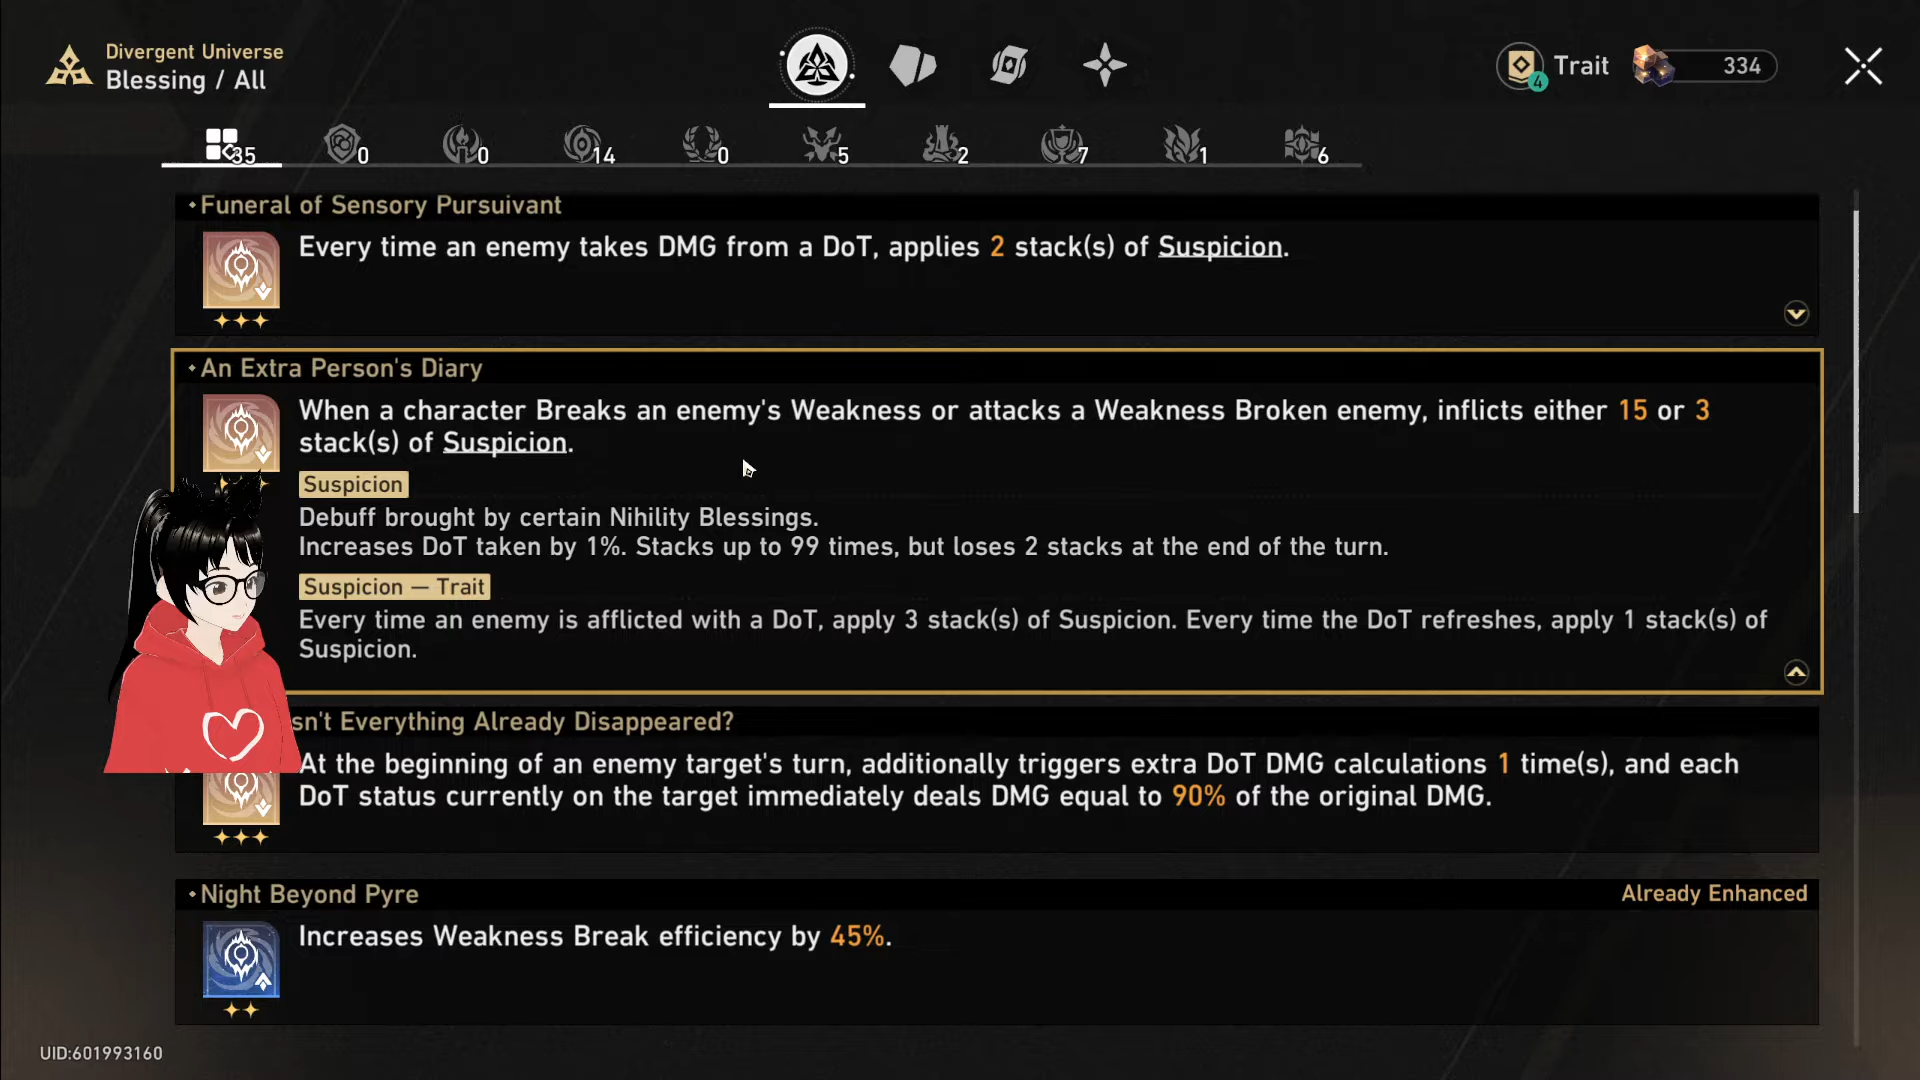 Divergent Universe
Blessing / All
4
Trait
334
35
0
0
14
0
5
2
7
1
6
Funeral of Sensory Pursuivant
Every time an enemy takes DMG from a DoT, applies 2 stack(s) of Suspicion.
An Extra Person's Diary
When a character Breaks an enemy's Weakness or attacks a Weakness Broken enemy, inflicts either 15 or 3
stack(s) of Suspicion.
Suspicion
Debuff brought by certain Nihility Blessings.
Increases DoT taken by 1%. Stacks up to 99 times, but loses 2 stacks at the end of the turn.
Suspicion — Trait
Every time an enemy is afflicted with a DoT, apply 3 stack(s) of Suspicion. Every time the DoT refreshes, apply 1 stack(s) of
Suspicion.
sn't Everything Already Disappeared?
At the beginning of an enemy target's turn, additionally triggers extra DoT DMG calculations 1 time(s), and each
DoT status currently on the target immediately deals DMG equal to 90% of the original DMG.
Night Beyond Pyre
Already Enhanced
Increases Weakness Break efficiency by 45%.
UID:601993160